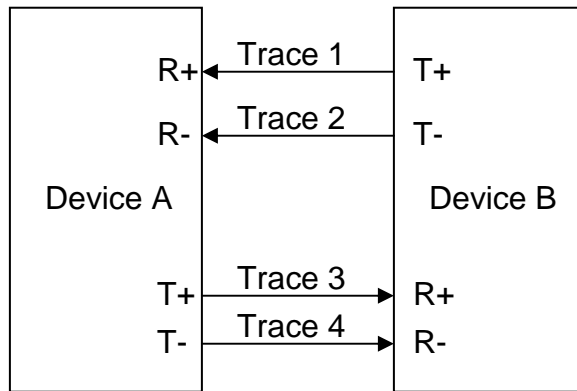 R+ Trace 1 T+
R- Trace 2 T-
Device A Device B
T+ Trace 3 R+
T- Trace 4 R-